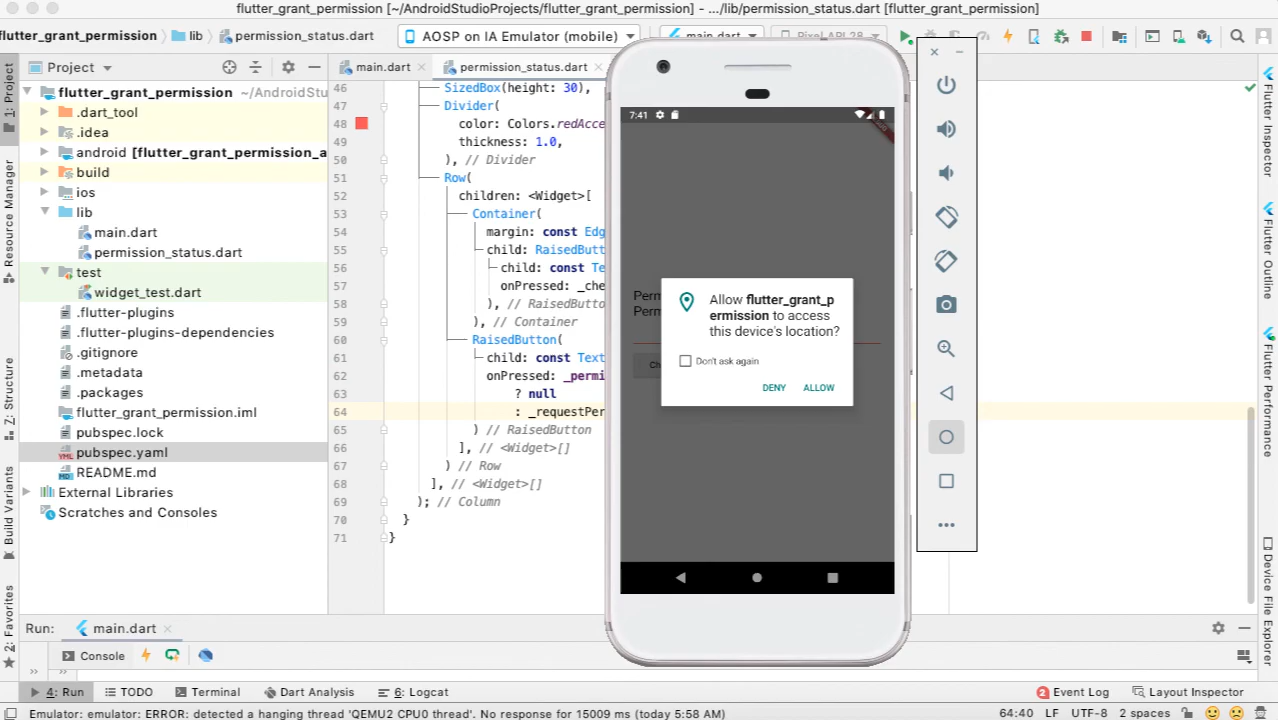 flutter_grant_permission [~/AndroidStudioProjects/flutter_grant_permission] - .../lib/permission_status.dart [flutter_grant_permission]
flutter_grant_permission
lib
permission_status.dart
AOSP on IA Emulator (mobile)
main.dart
Pixel API 28
Project
main.dart
permission_status.dart
flutter_grant_permission ~/AndroidStu
.dart_tool
.idea
android [flutter_grant_permission_a
build
ios
lib
main.dart
permission_status.dart
test
widget_test.dart
.flutter-plugins
.flutter-plugins-dependencies
.gitignore
.metadata
.packages
flutter_grant_permission.iml
pubspec.lock
pubspec.yaml
README.md
External Libraries
Scratches and Consoles
1: Project
Resource Manager
Z: Structure
Build Variants
2: Favorites
46 SizedBox(height: 30),
47 Divider(
48 color: Colors.redAcce
49 thickness: 1.0,
50 ), // Divider
51 Row(
52 children: <Widget>[
53 Container(
54 margin: const Edg
55 child: RaisedButt
56 child: const Tex
57 onPressed: _che
58 ), // RaisedButto
59 ), // Container
60 RaisedButton(
61 child: const Text
62 onPressed: _permi
63 ? null
64 : _requestPer
65 ) // RaisedButton
66 ], // <Widget>[]
67 ) // Row
68 ], // <Widget>[]
69 ); // Column
70 }
71 }
7:41
Perm
Perm
Ch
Allow flutter_grant_p
ermission to access
this device's location?
Don't ask again
DENY ALLOW
Flutter Inspector
Flutter Outline
Flutter Performance
Device File Explorer
Run: main.dart
Console
4: Run
TODO
Terminal
Dart Analysis
6: Logcat
2 Event Log
Layout Inspector
Emulator: emulator: ERROR: detected a hanging thread 'QEMU2 CPU0 thread'. No response for 15009 ms (today 5:58 AM)
64:40 LF UTF-8 2 spaces